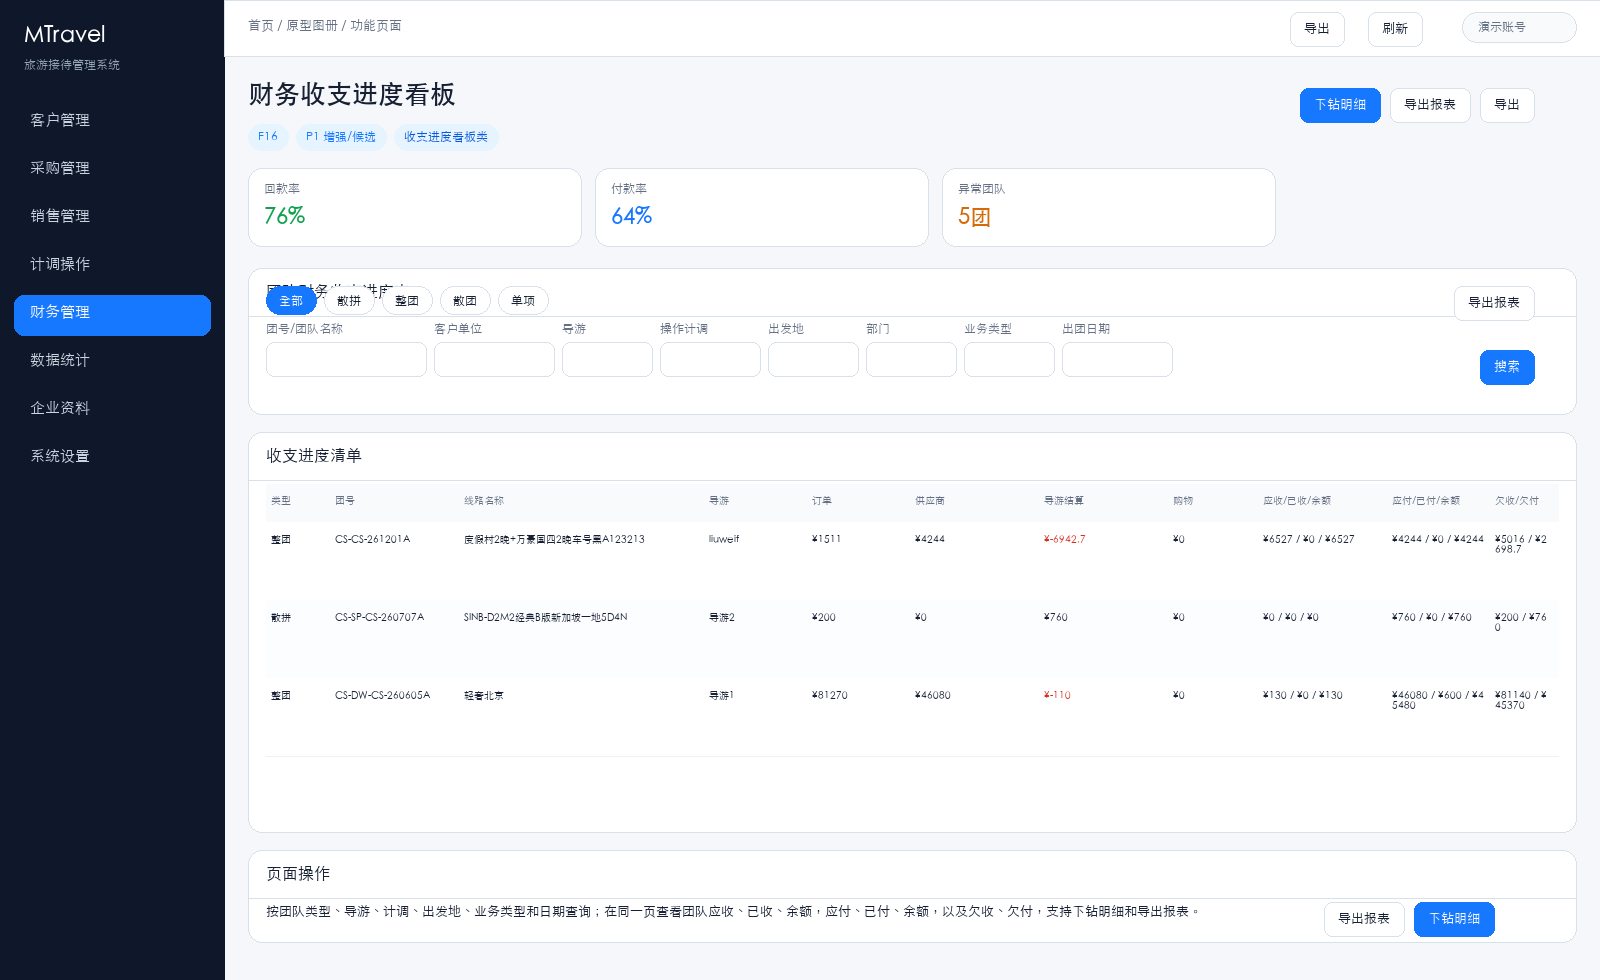 MTravel
旅游接待管理系统
客户管理
采购管理
销售管理
计调操作
财务管理
数据统计
企业资料
系统设置
首页 / 原型图册 / 功能页面
导出
刷新
演示账号
财务收支进度看板
下钻明细
导出报表
导出
F16
P1 增强/候选
收支进度看板类
回款率
76%
付款率
64%
异常团队
5团
全部
散拼
整团
散团
单项
导出报表
团号/团队名称
客户单位
导游
操作计调
出发地
部门
业务类型
出团日期
搜索
收支进度清单
类型 团号 线路名称 导游 订单 供应商 导游结算 购物 应收/已收/余额 应付/已付/余额 欠收/欠付
整团 CS-CS-261201A 度假村2晚+万豪国四2晚车号黑A123213 liuweif ¥1511 ¥4244 ¥-6942.7 ¥0 ¥6527 / ¥0 / ¥6527 ¥4244 / ¥0 / ¥4244 ¥5016 / ¥2
698.7
散拼 CS-SP-CS-260707A SINB-D2M2经典B版新加坡一地5D4N 导游2 ¥200 ¥0 ¥760 ¥0 ¥0 / ¥0 / ¥0 ¥760 / ¥0 / ¥760 ¥200 / ¥76
0
整团 CS-DW-CS-260605A 轻奢北京 导游1 ¥81270 ¥46080 ¥-110 ¥0 ¥130 / ¥0 / ¥130 ¥46080 / ¥600 / ¥4 ¥81140 / ¥
5480 45370
页面操作
按团队类型、导游、计调、出发地、业务类型和日期查询；在同一页查看团队应收、已收、余额，应付、已付、余额，以及欠收、欠付，支持下钻明细和导出报表。
导出报表
下钻明细